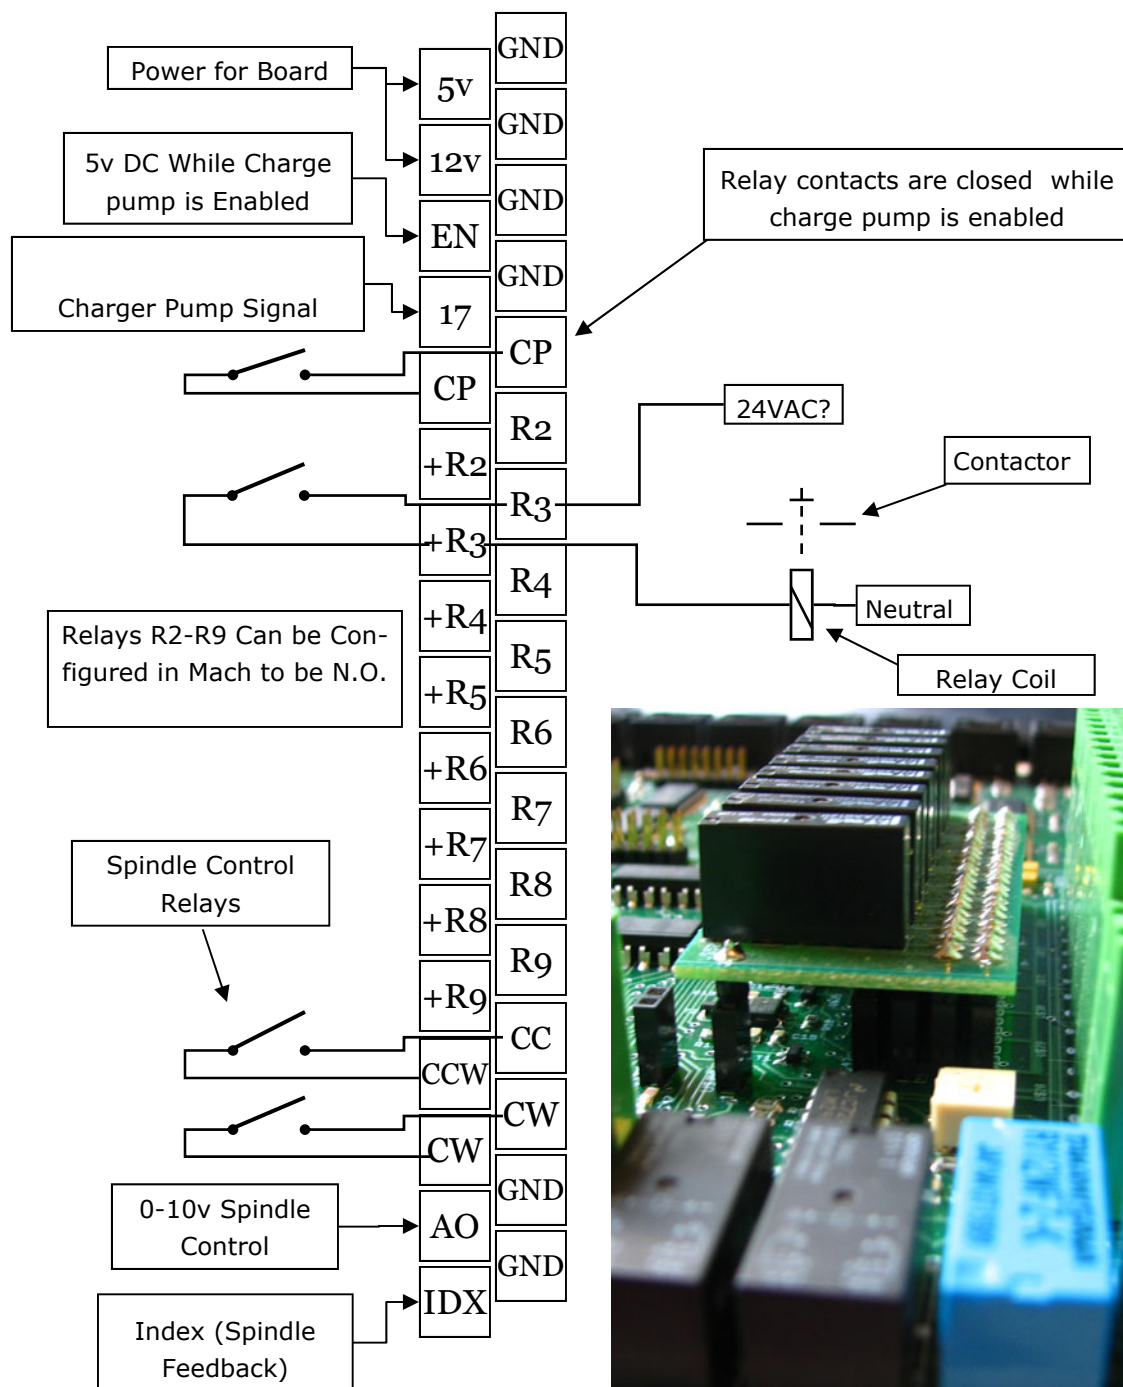 GND
Power for Board
5v
GND
12v
5v DC While Charge
pump is Enabled
GND
Relay contacts are closed  while
charge pump is enabled
EN
GND
Charger Pump Signal
17
CP
CP
24VAC?
R2
+R2
Contactor
R3
+R3
R4
Neutral
+R4
Relays R2-R9 Can be Con-
figured in Mach to be N.O.
R5
Relay Coil
+R5
R6
+R6
R7
+R7
Spindle Control
Relays
R8
+R8
R9
+R9
CC
CCW
CW
CW
GND
0-10v Spindle
Control
AO
GND
IDX
Index (Spindle
Feedback)